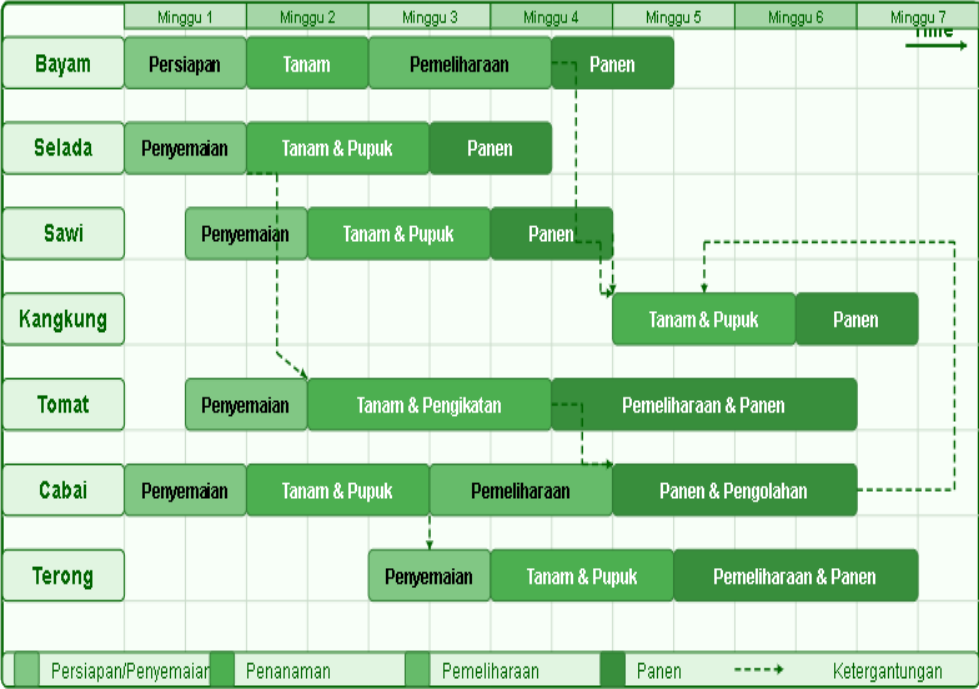 Minggu 1 Minggu 2 Minggu 3 Minggu 4 Minggu 5 Minggu 6 Minggu 7
Time
Bayam Persiapan Tanam Pemeliharaan Panen
Selada Penyemaian Tanam & Pupuk Panen
Sawi Penyemaian Tanam & Pupuk Panen
Kangkung Tanam & Pupuk Panen
Tomat Penyemaian Tanam & Pengikatan Pemeliharaan & Panen
Cabai Penyemaian Tanam & Pupuk Pemeliharaan Panen & Pengolahan
Terong Penyemaian Tanam & Pupuk Pemeliharaan & Panen
Persiapan/Penyemaian Penanaman Pemeliharaan Panen Ketergantungan